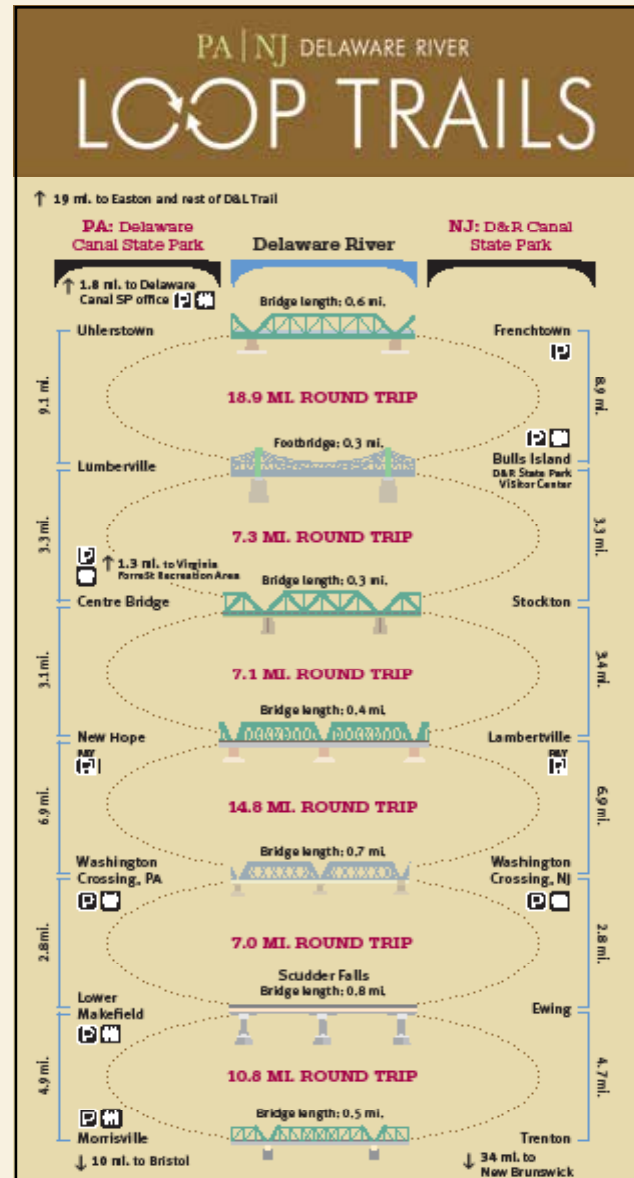 PA | NJ DELAWARE RIVER
LOOP TRAILS
↑ 19 mi. to Easton and rest of D&L Trail
PA: Delaware
Canal State Park
Delaware River
NJ: D&R Canal
State Park
↑ 1.8 mi. to Delaware
Canal SP office P
Bridge length: 0.6 mi.
Uhlerstown
Frenchtown
P
9.1 mi.
18.9 MI. ROUND TRIP
8.9 mi.
Footbridge: 0.3 mi.
P
Lumberville
Bulls Island
D&R State Park
Visitor Center
3.3 mi.
7.3 MI. ROUND TRIP
3.3 mi.
P
↑ 1.3 mi. to Virginia
Forrest Recreation Area
Bridge length: 0.3 mi.
Centre Bridge
Stockton
3.1 mi.
7.1 MI. ROUND TRIP
3.4 mi.
Bridge length: 0.4 mi.
New Hope
Lambertville
PAY
P
PAY
P
6.9 mi.
14.8 MI. ROUND TRIP
6.9 mi.
Bridge length: 0.7 mi.
Washington
Crossing, PA
P
Washington
Crossing, NJ
P
2.8 mi.
7.0 MI. ROUND TRIP
2.8 mi.
Scudder Falls
Bridge length: 0.8 mi.
Lower
Makefield
P
Ewing
4.9 mi.
10.8 MI. ROUND TRIP
4.7 mi.
P
Bridge length: 0.5 mi.
Morrisville
Trenton
↓ 10 mi. to Bristol
↓ 34 mi. to
New Brunswick